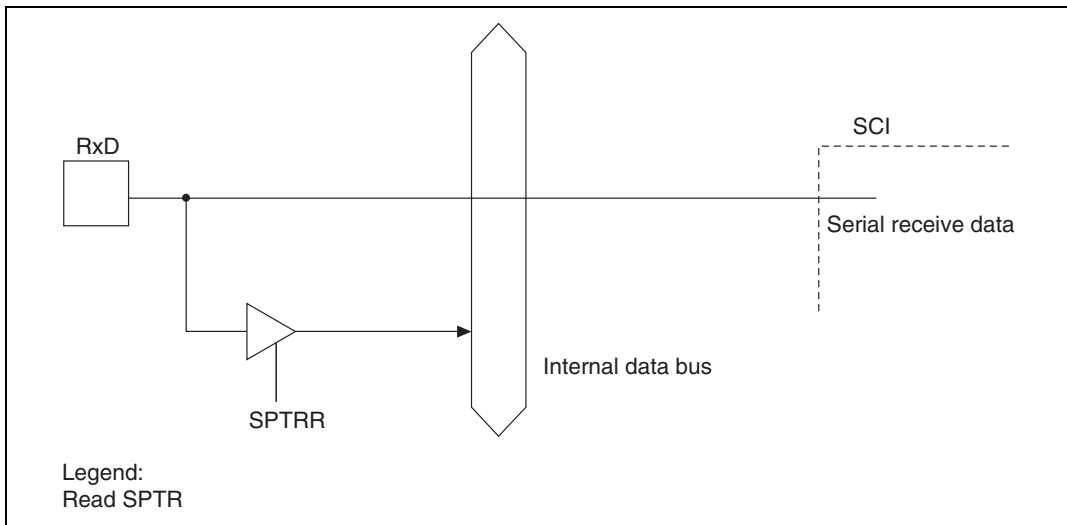 SCI
RxD
Serial receive data
Internal data bus
SPTRR
Legend:
Read SPTR